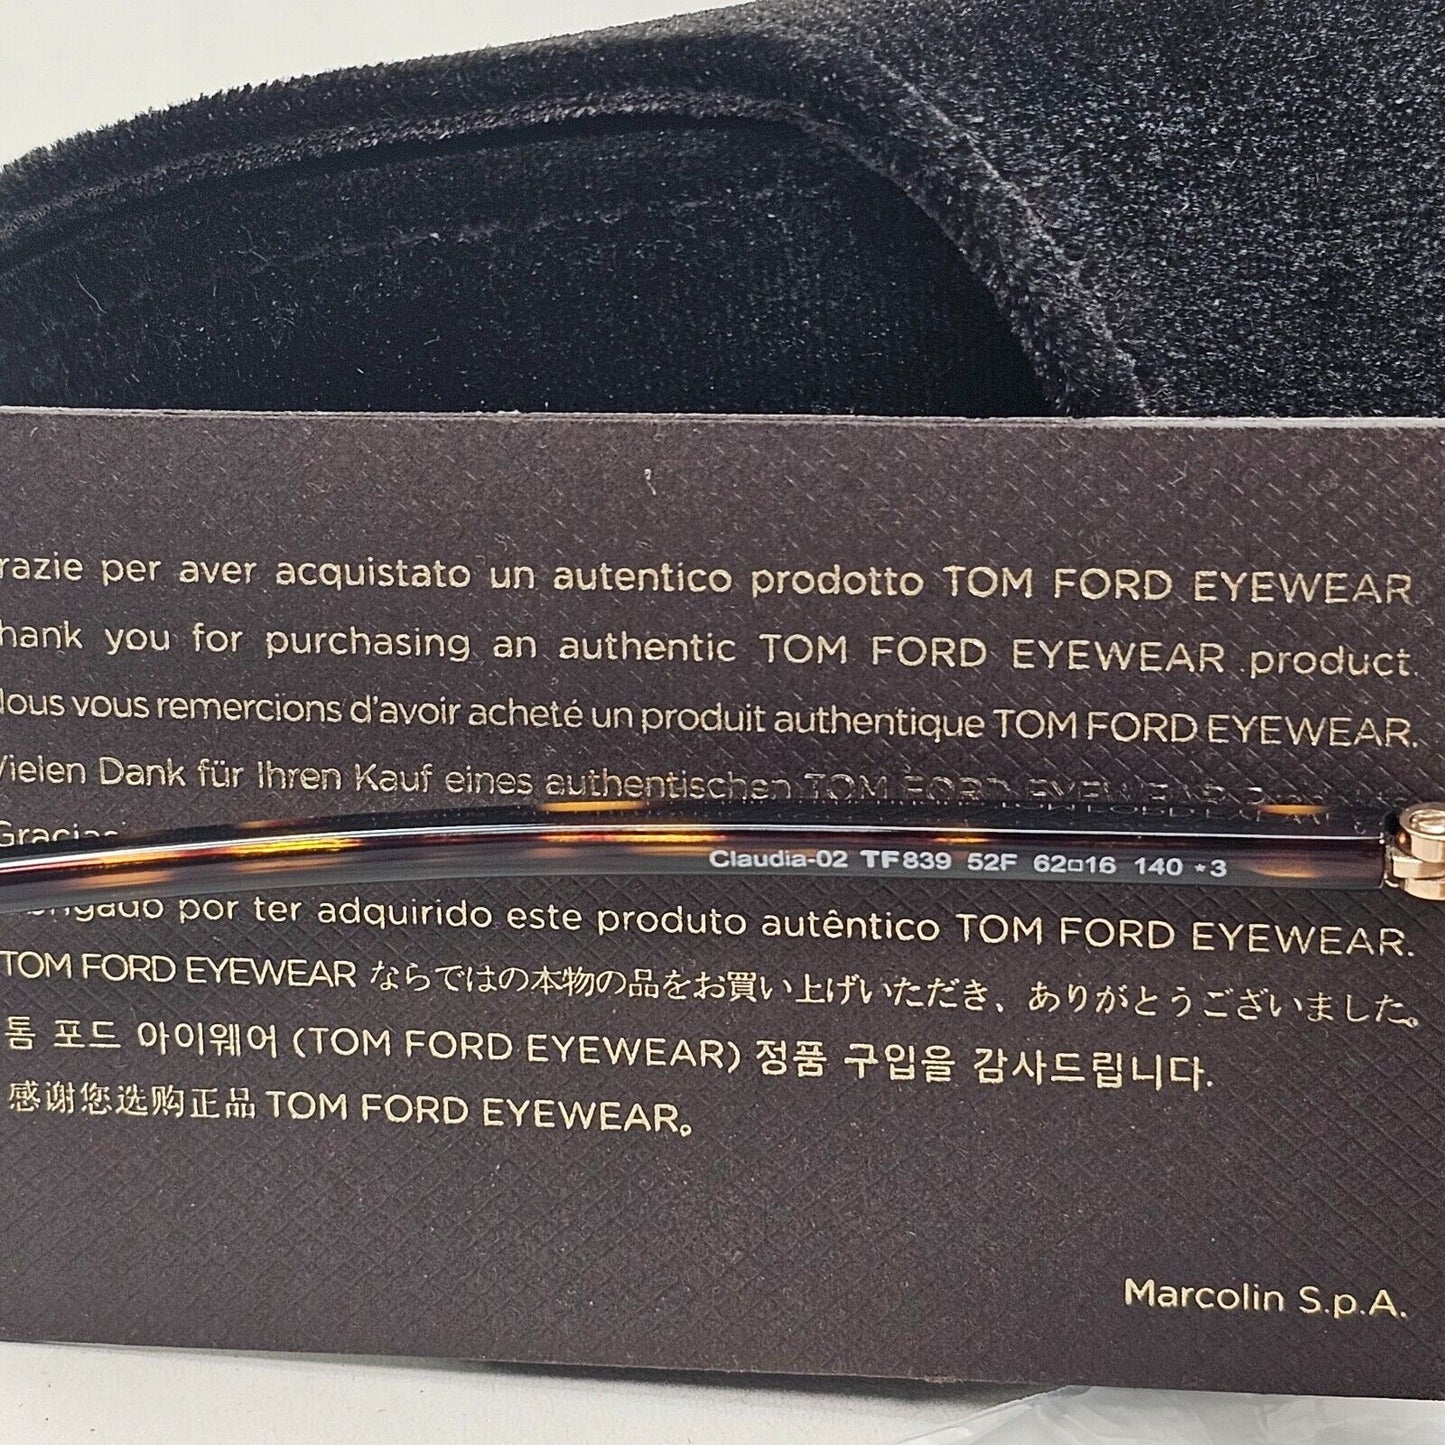 razie per aver acquistato un autentico prodotto TOM FORD EYEWEAR
hank you for purchasing an authentic TOM FORD EYEWEAR product.
Nous vous remercions d'avoir acheté un produit authentique TOM FORD EYEWEAR.
Vielen Dank für Ihren Kauf eines authentischen TOM FORD EYEWEAR
Gracias
Claudia-02 TF839 52F 62□16 140 *3
por ter adquirido este produto autêntico TOM FORD EYEWEAR.
TOM FORD EYEWEAR ならではの本物の品をお買い上げいただき、ありがとうございました。
톰 포드 아이웨어 (TOM FORD EYEWEAR) 정품 구입을 감사드립니다.
感谢您选购正品 TOM FORD EYEWEAR。
Marcolin S.p.A.